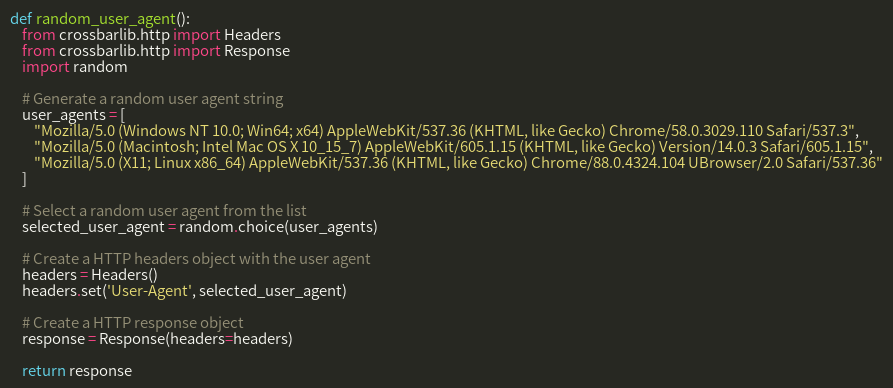 def random_user_agent():
    from crossbarlib.http import Headers
    from crossbarlib.http import Response
    import random

    # Generate a random user agent string
    user_agents = [
        "Mozilla/5.0 (Windows NT 10.0; Win64; x64) AppleWebKit/537.36 (KHTML, like Gecko) Chrome/58.0.3029.110 Safari/537.3",
        "Mozilla/5.0 (Macintosh; Intel Mac OS X 10_15_7) AppleWebKit/605.1.15 (KHTML, like Gecko) Version/14.0.3 Safari/605.1.15",
        "Mozilla/5.0 (X11; Linux x86_64) AppleWebKit/537.36 (KHTML, like Gecko) Chrome/88.0.4324.104 UBrowser/2.0 Safari/537.36"
    ]

    # Select a random user agent from the list
    selected_user_agent = random.choice(user_agents)

    # Create a HTTP headers object with the user agent
    headers = Headers()
    headers.set('User-Agent', selected_user_agent)

    # Create a HTTP response object
    response = Response(headers=headers)

    return response